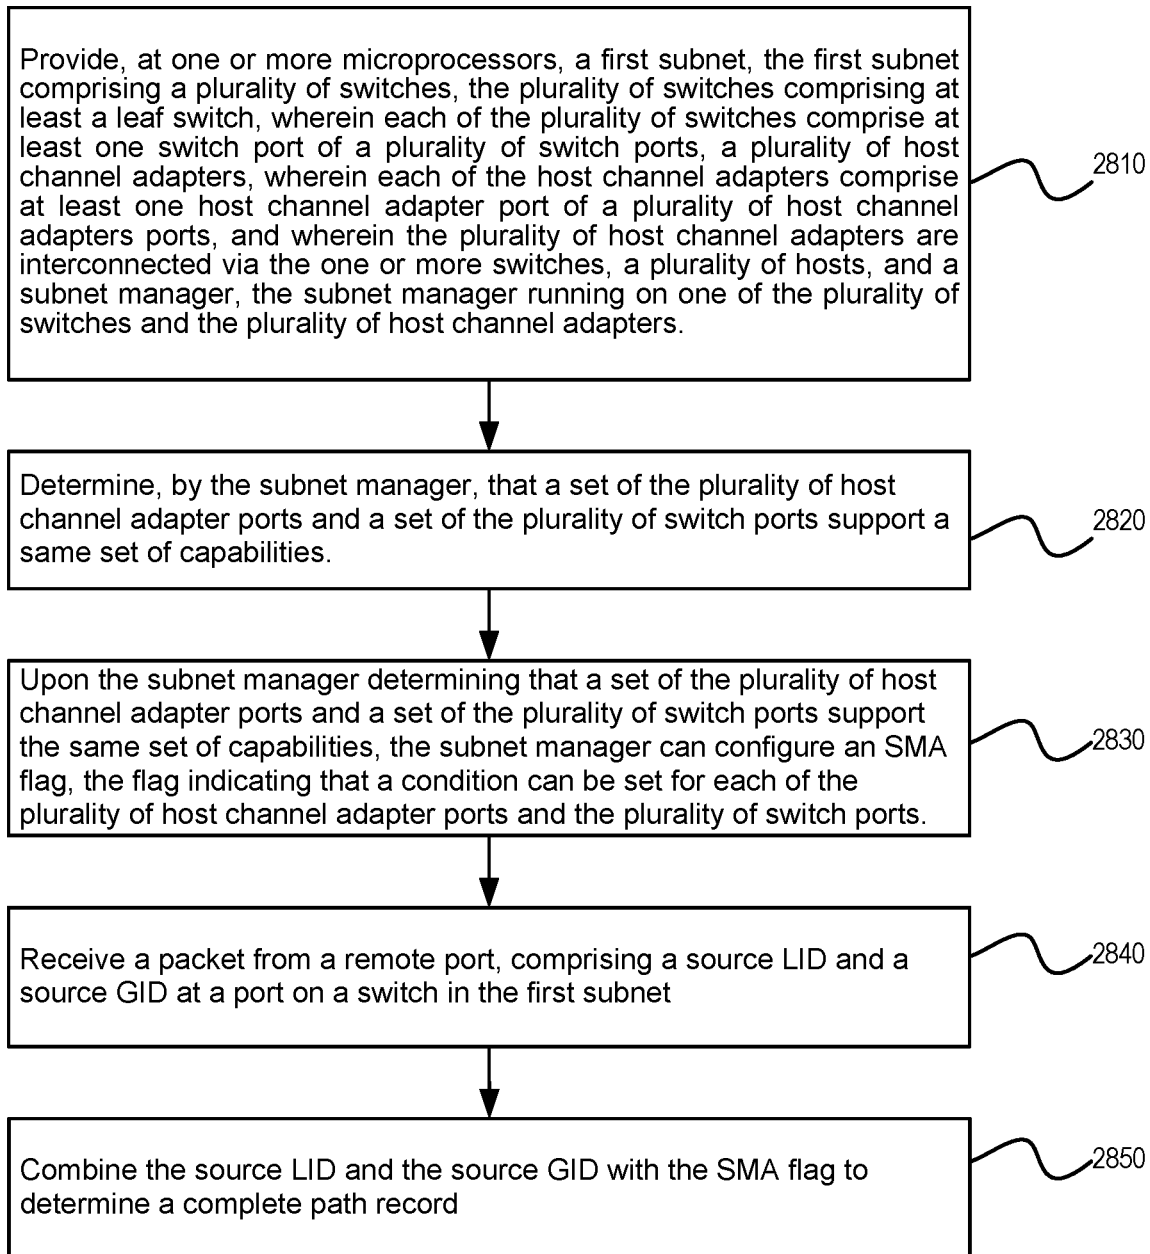 Provide, at one or more microprocessors, a first subnet, the first subnet
comprising a plurality of switches, the plurality of switches comprising at
least a leaf switch, wherein each of the plurality of switches comprise at
least one switch port of a plurality of switch ports, a plurality of host
channel adapters, wherein each of the host channel adapters comprise
at least one host channel adapter port of a plurality of host channel
adapters ports, and wherein the plurality of host channel adapters are
interconnected via the one or more switches, a plurality of hosts, and a
subnet manager, the subnet manager running on one of the plurality of
switches and the plurality of host channel adapters.
2810
Determine, by the subnet manager, that a set of the plurality of host
channel adapter ports and a set of the plurality of switch ports support a
same set of capabilities.
2820
Upon the subnet manager determining that a set of the plurality of host
channel adapter ports and a set of the plurality of switch ports support
the same set of capabilities, the subnet manager can configure an SMA
flag, the flag indicating that a condition can be set for each of the
plurality of host channel adapter ports and the plurality of switch ports.
2830
Receive a packet from a remote port, comprising a source LID and a
source GID at a port on a switch in the first subnet
2840
Combine the source LID and the source GID with the SMA flag to
determine a complete path record
2850